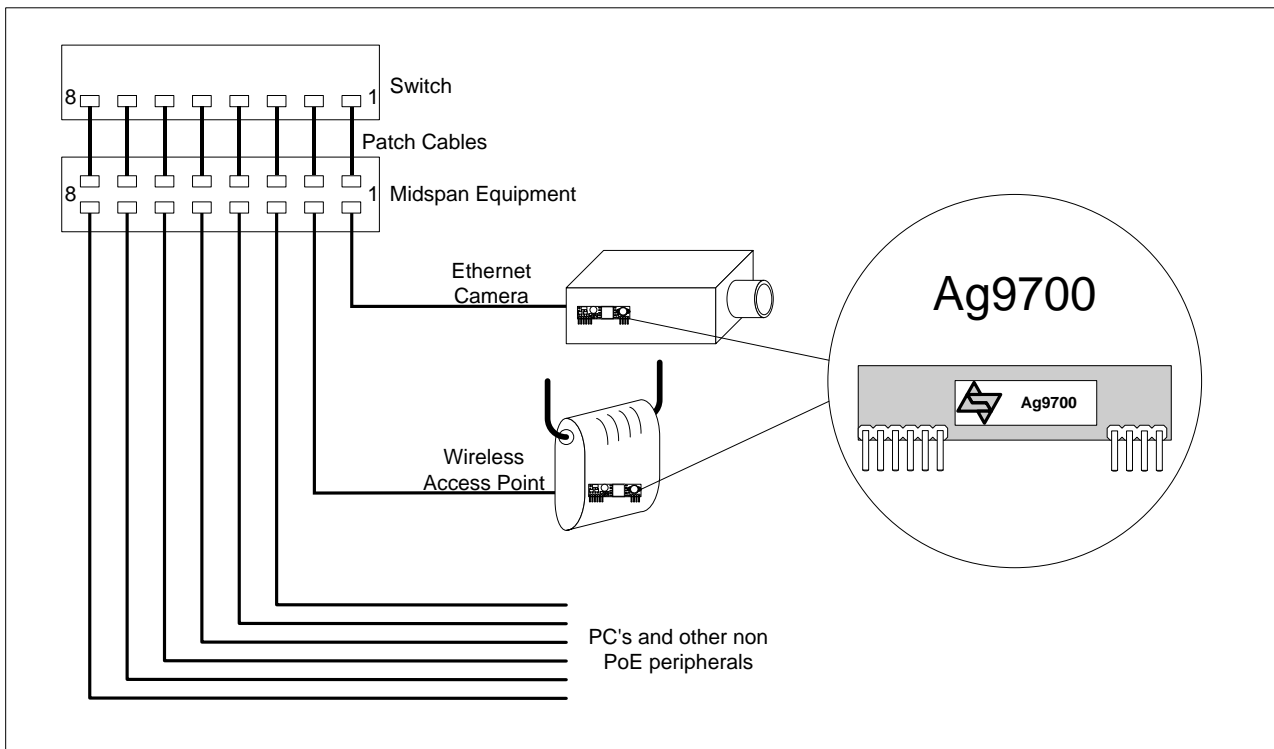 8
1
Switch
Patch Cables
8
1
Midspan Equipment
Ethernet
Camera
Ag9700
Ag9700
Wireless
Access Point
PC's and other non
PoE peripherals